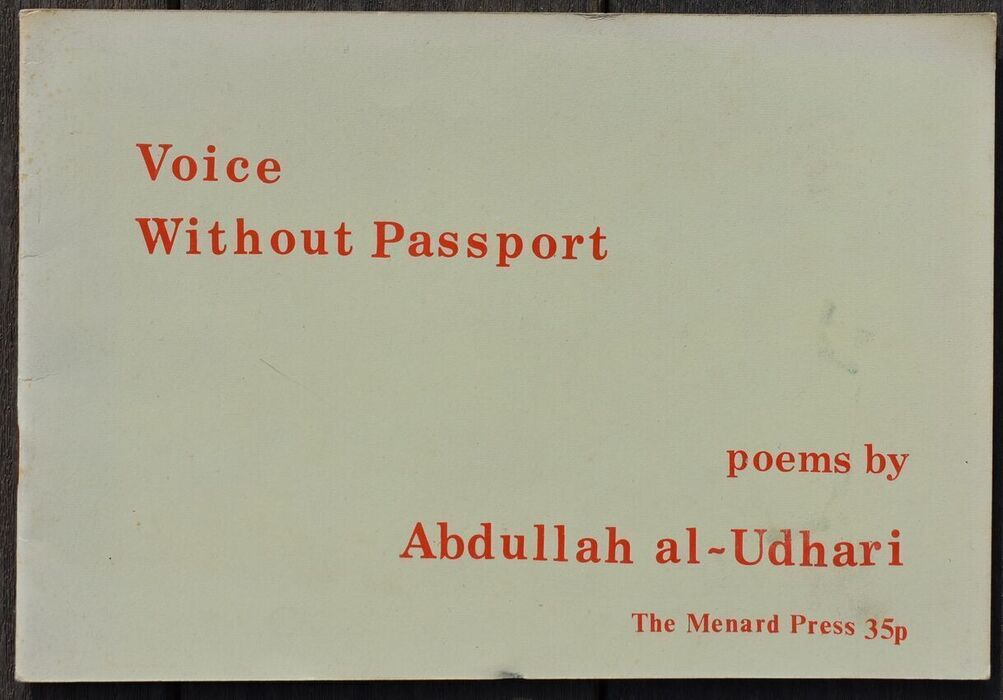 Voice
Without Passport
poems by
Abdullah al~Udhari
The Menard Press 35p